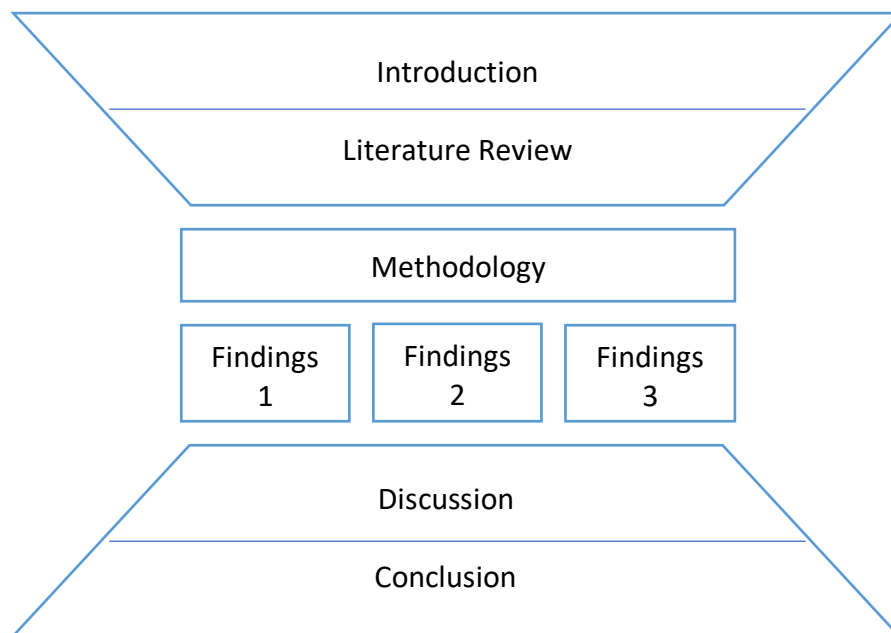 Introduction
Literature Review
Methodology
Findings
1
Findings
2
Findings
3
Discussion
Conclusion